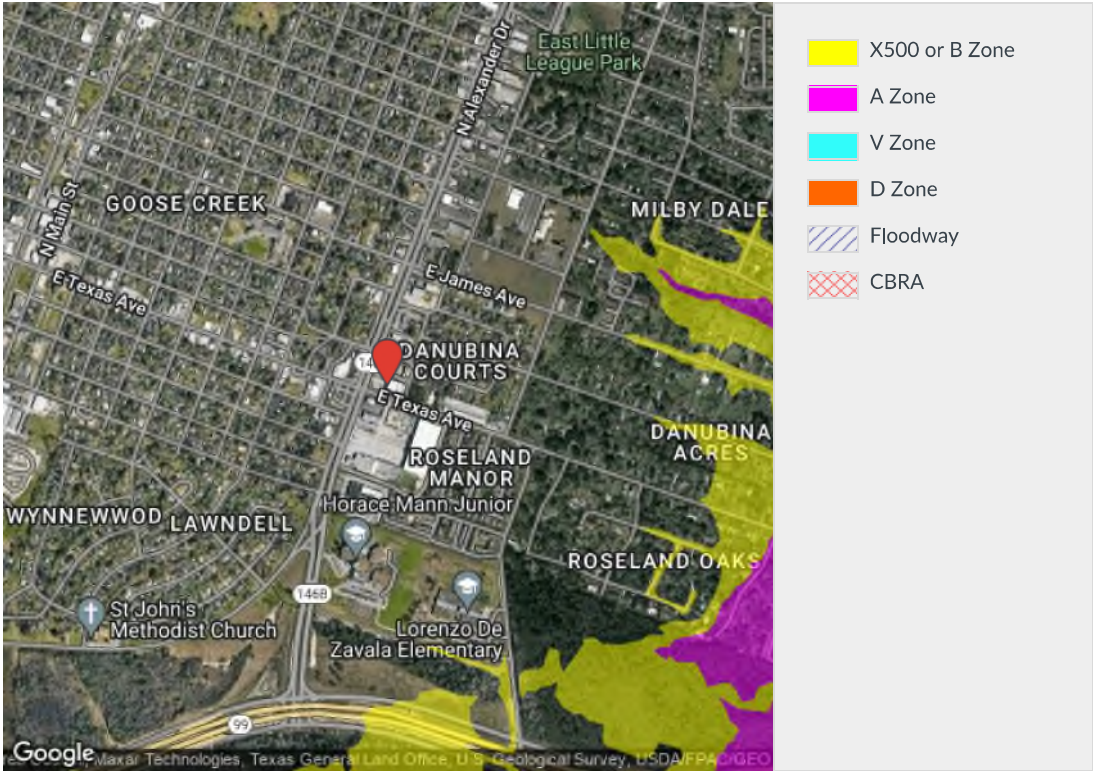 East Little
League Park
N Alexander Dr
GOOSE CREEK
MILBY DALE
N Main St
E Texas Ave
E James Ave
14
DANUBINA
COURTS
E Texas Ave
DANUBINA
ACRES
ROSELAND
MANOR
Horace Mann Junior
WYNNEWWOD
LAWNDELL
ROSELAND OAKS
146B
St John's
Methodist Church
Lorenzo De
Zavala Elementary
99
Google
Maxar Technologies, Texas General Land Office, U.S. Geological Survey, USDA/FPAC/GEO
X500 or B Zone
A Zone
V Zone
D Zone
Floodway
CBRA